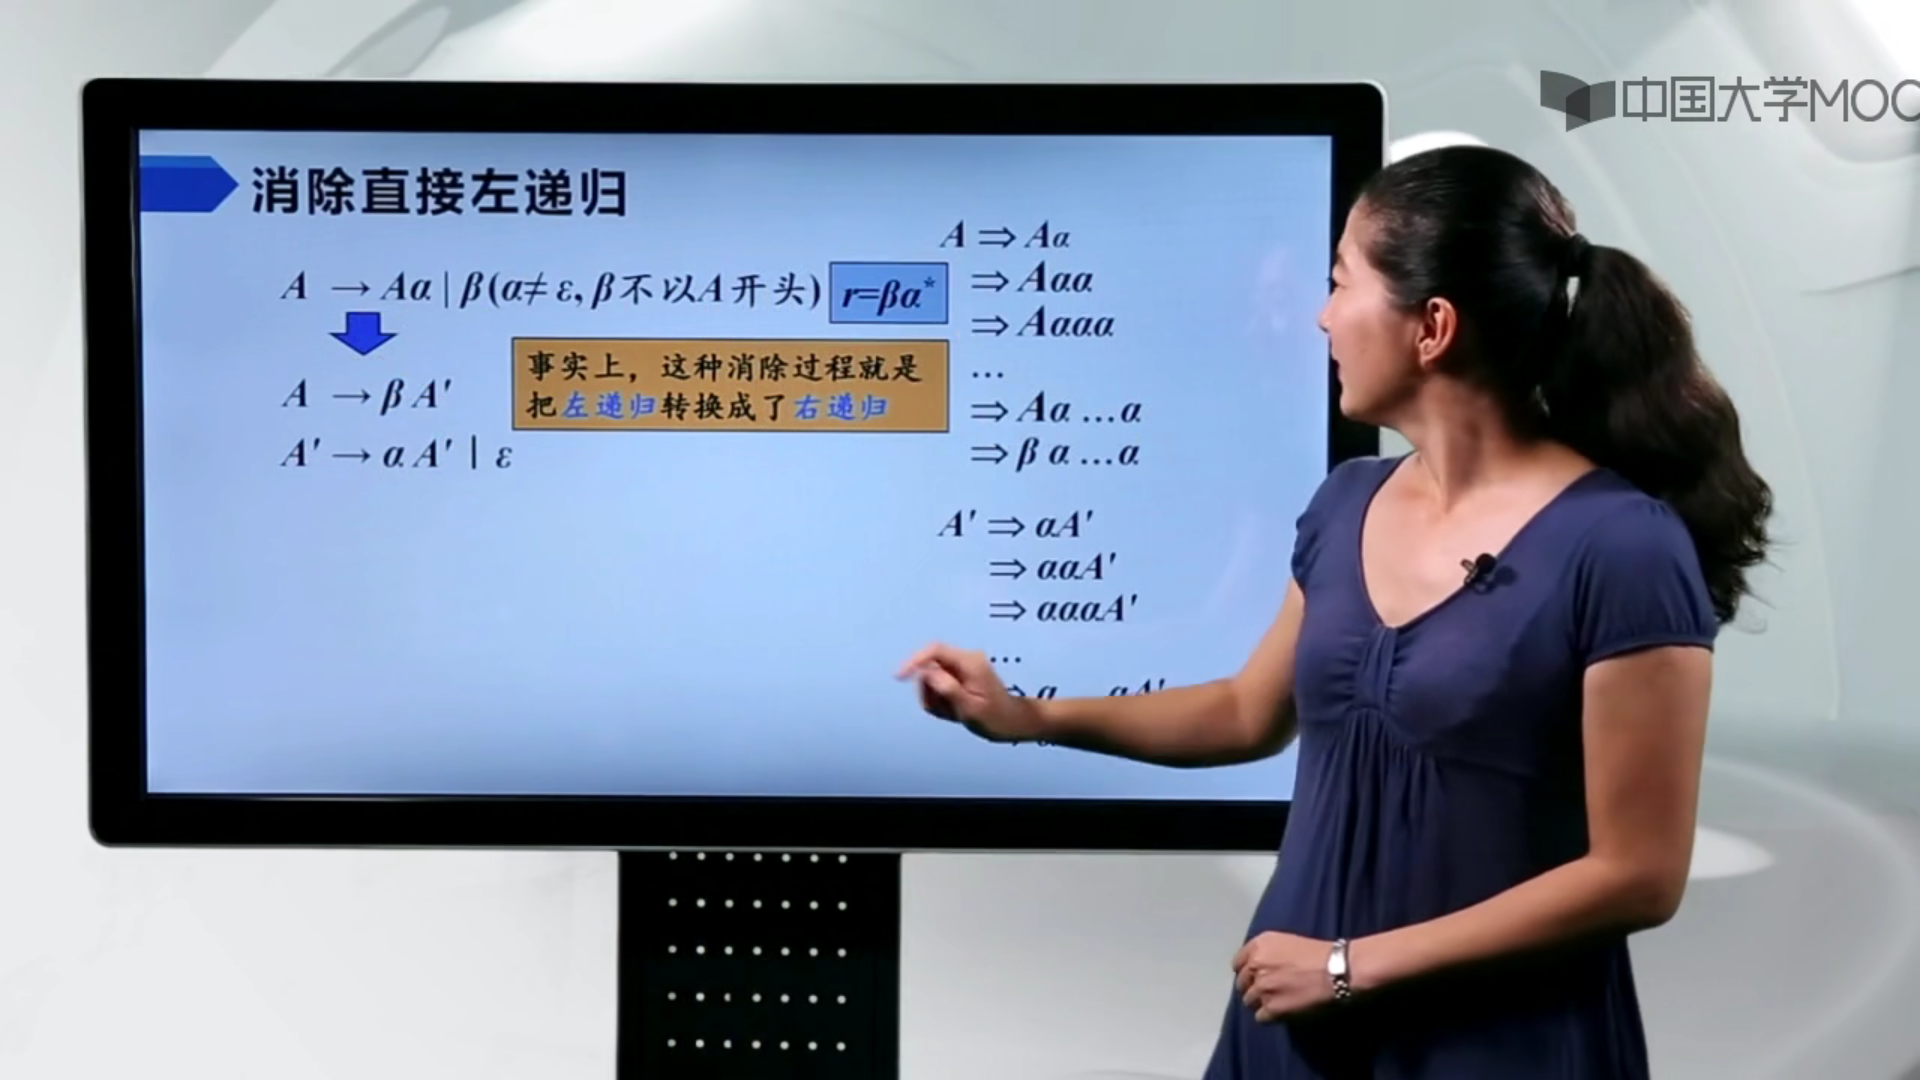 中国大学MOO
消除直接左递归
A → Aα | β(α≠ ε, β不以A开头)
r=βα*
A → β A′
A′ → α A′ | ε
事实上，这种消除过程就是
把左递归转换成了右递归
A ⇒ Aα
⇒ Aαα
⇒ Aααα
…
⇒ Aα …α
⇒ β α …α
A′ ⇒ αA′
⇒ ααA′
⇒ αααA′
…
⇒ α … αA′